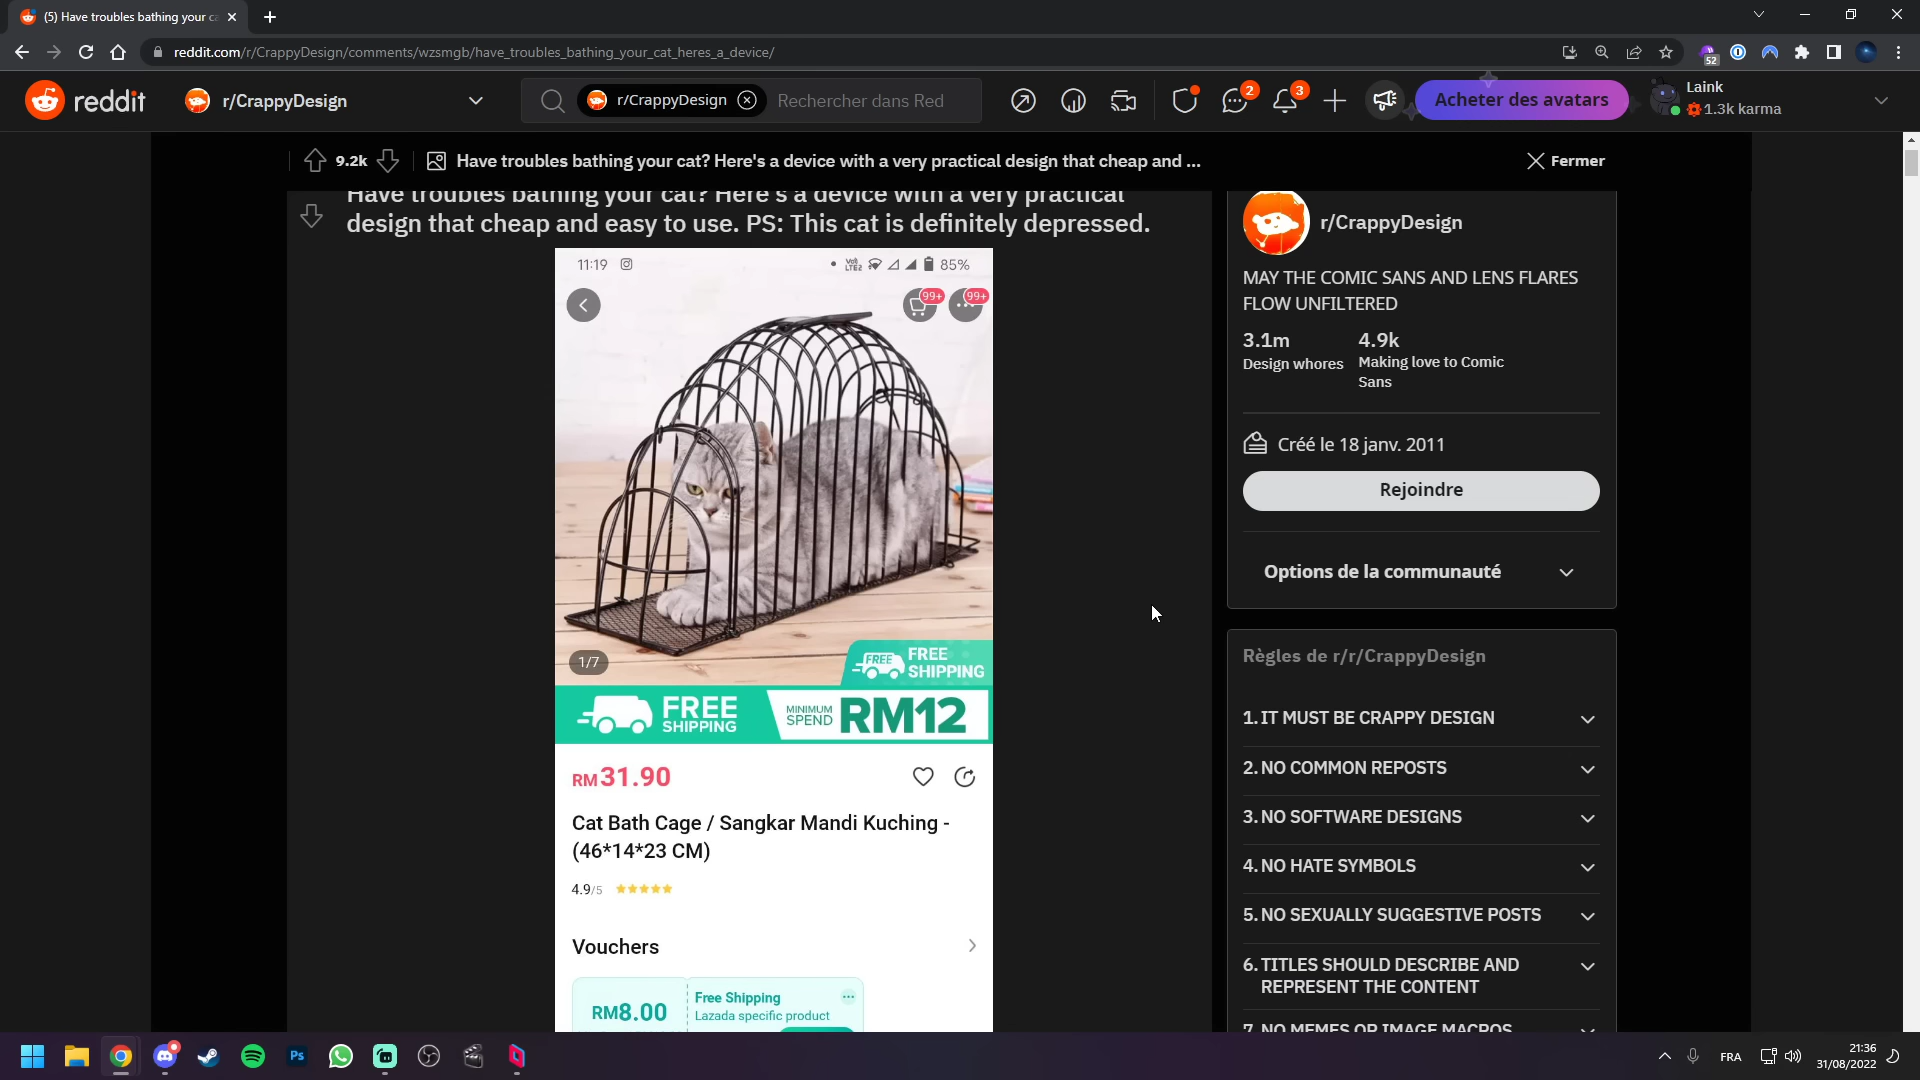 (5) Have troubles bathing your ca
reddit.com/r/CrappyDesign/comments/wzsmgb/have_troubles_bathing_your_cat_heres_a_device/
52
reddit
r/CrappyDesign
r/CrappyDesign
Rechercher dans Red
2
3
Acheter des avatars
Laink
1.3k karma
9.2k
Have troubles bathing your cat? Here's a device with a very practical design that cheap and ...
Fermer
Have troubles bathing your cat? Here's a device with a very practical
design that cheap and easy to use. PS: This cat is definitely depressed.
11:19
Vo)
LTE2
85%
99+
99+
1/7
FREE
FREE
SHIPPING
FREE
SHIPPING
MINIMUM
SPEND
RM12
RM31.90
Cat Bath Cage / Sangkar Mandi Kuching -
(46*14*23 CM)
4.9/5
Vouchers
RM8.00
Free Shipping
Lazada specific product
r/CrappyDesign
MAY THE COMIC SANS AND LENS FLARES
FLOW UNFILTERED
3.1m
Design whores
4.9k
Making love to Comic
Sans
Créé le 18 janv. 2011
Rejoindre
Options de la communauté
Règles de r/r/CrappyDesign
1. IT MUST BE CRAPPY DESIGN
2. NO COMMON REPOSTS
3. NO SOFTWARE DESIGNS
4. NO HATE SYMBOLS
5. NO SEXUALLY SUGGESTIVE POSTS
6. TITLES SHOULD DESCRIBE AND
REPRESENT THE CONTENT
7. NO MEMES OR IMAGE MACROS
Ps
FRA
21:36
31/08/2022